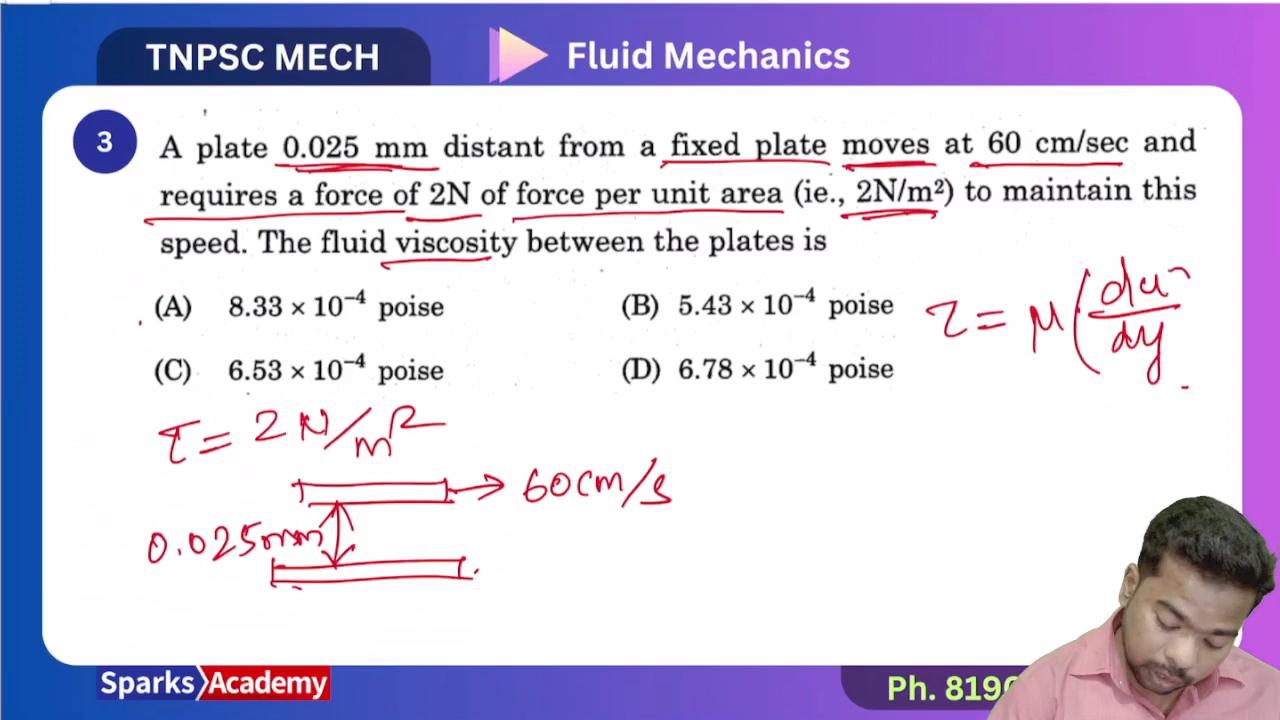 TNPSC MECH
Fluid Mechanics
3
A plate 0.025 mm distant from a fixed plate moves at 60 cm/sec and
requires a force of 2N of force per unit area (ie., 2N/m²) to maintain this
speed. The fluid viscosity between the plates is
(A) 8.33 × 10⁻⁴ poise
(B) 5.43 × 10⁻⁴ poise
(C) 6.53 × 10⁻⁴ poise
(D) 6.78 × 10⁻⁴ poise
τ = μ(du/dy
τ = 2 N/m²
60 cm/s
0.025mm
Sparks Academy
Ph. 819